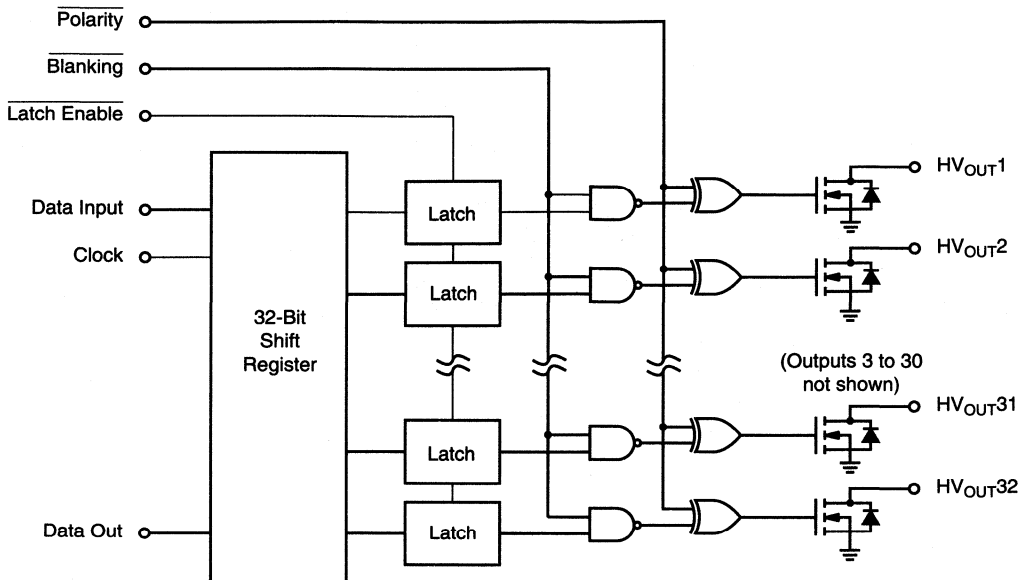 Polarity
Blanking
Latch Enable
Data Input
Clock
Data Out
32-Bit
Shift
Register
Latch
Latch
Latch
Latch
HVOUT1
HVOUT2
(Outputs 3 to 30
not shown)
HVOUT31
HVOUT32